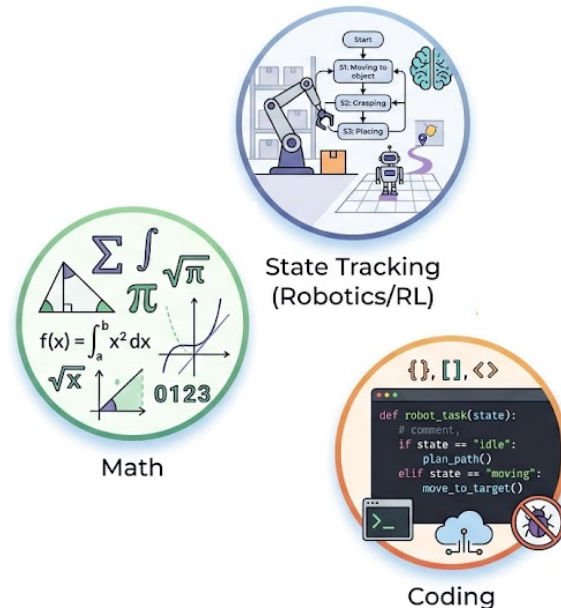 Start
S1: Moving to
object
S2: Grasping
S3: Placing
State Tracking
(Robotics/RL)
Σ ∫ √π
π
f(x) = ∫_a^b x² dx
√x
0123
Math
{}, [], <>
def robot_task(state):
# comment,
if state == "idle":
plan_path()
elif state == "moving":
move_to_target()
>_
Coding